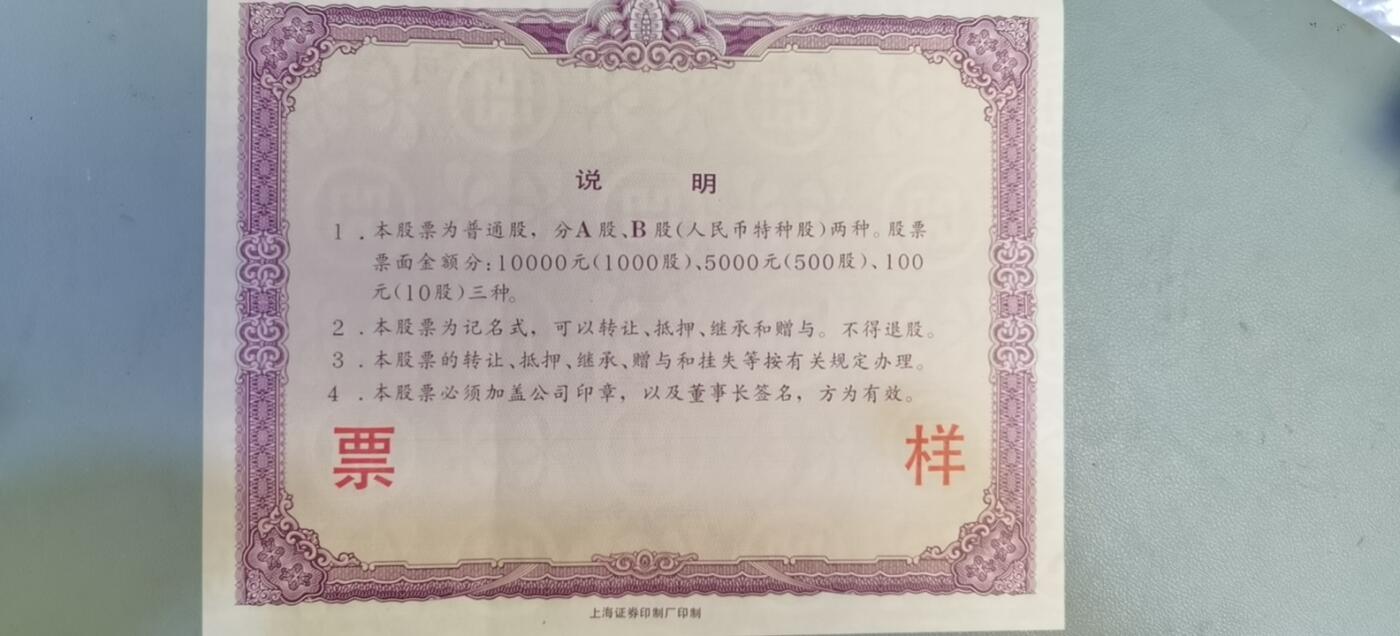 说 明
1．本股票为普通股，分A股、B股（人民币特种股）两种。股票
票面金额分：10000元（1000股）、5000元（500股）、100
元（10股）三种。
2．本股票为记名式，可以转让、抵押、继承和赠与。不得退股。
3．本股票的转让、抵押、继承、赠与和挂失等按有关规定办理。
4．本股票必须加盖公司印章，以及董事长签名，方为有效。
票 样
上海证券印制厂印制